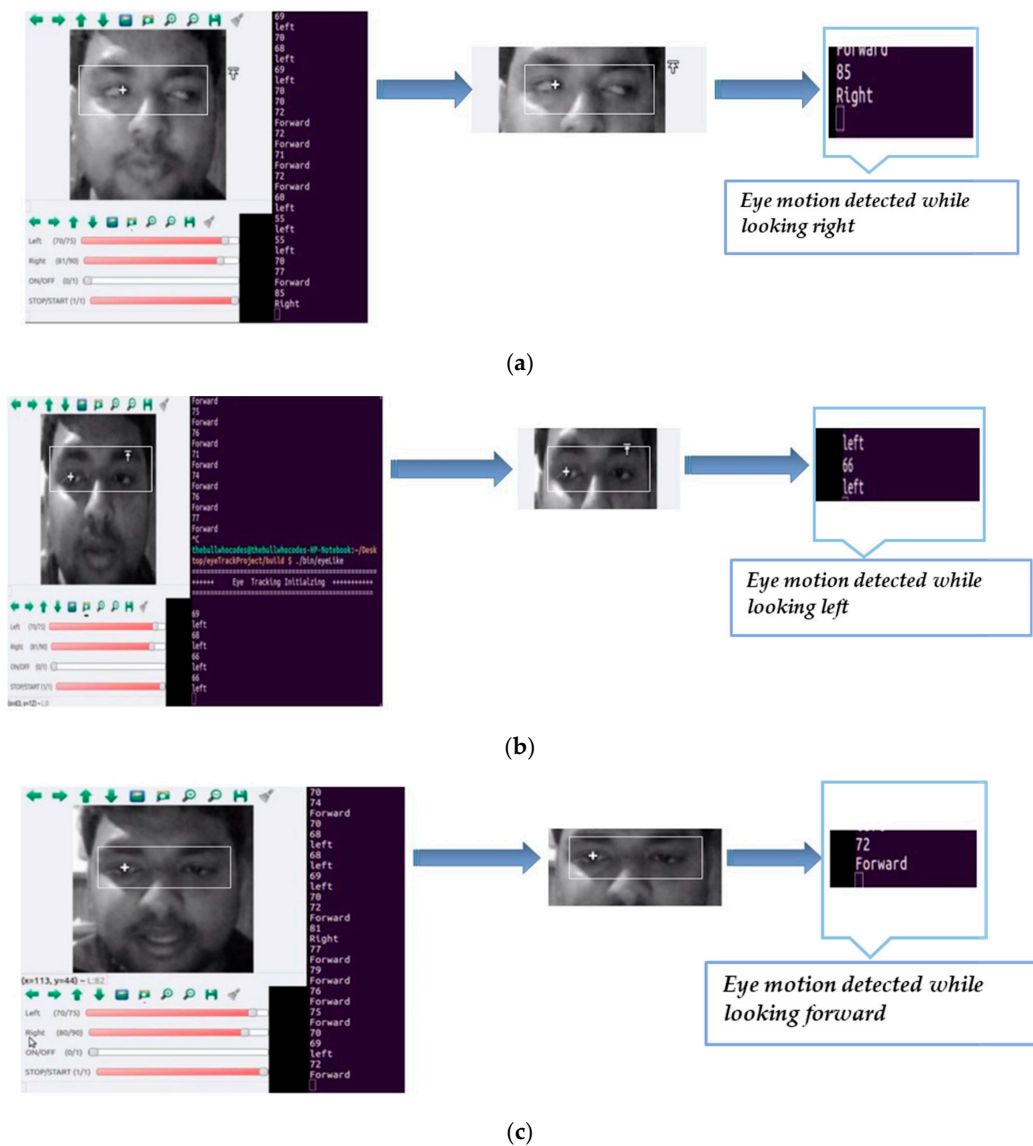 69
left
70
68
left
69
left
70
70
72
Forward
72
Forward
71
Forward
72
Forward
60
left
55
left
55
left
70
77
Forward
85
Right
Left (70/75)
Right (81/90)
ON/OFF (0/1)
STOP/START (1/1)
Forward
85
Right
Eye motion detected while
looking right
(a)
Forward
75
Forward
76
Forward
71
Forward
74
Forward
76
Forward
77
Forward
^C
thebullwhocodes@thebullwhocodes-HP-Notebook:~/Desk
top/eyeTrackProject/build $ ./bin/eyeLike
++++++ Eye Tracking Initialzing +++++++++++
69
left
68
left
66
left
66
left
Left (70/75)
Right (81/90)
ON/OFF (0/1)
STOP/START (1/1)
(x=63, y=12) ~ L:0
left
66
left
Eye motion detected while
looking left
(b)
70
74
Forward
70
68
left
68
left
69
left
70
72
Forward
81
Right
77
Forward
79
Forward
76
Forward
75
Forward
70
69
left
72
Forward
(x=113, y=44) ~ L:82
Left (70/75)
Right (80/90)
ON/OFF (0/1)
STOP/START (1/1)
72
Forward
Eye motion detected while
looking forward
(c)